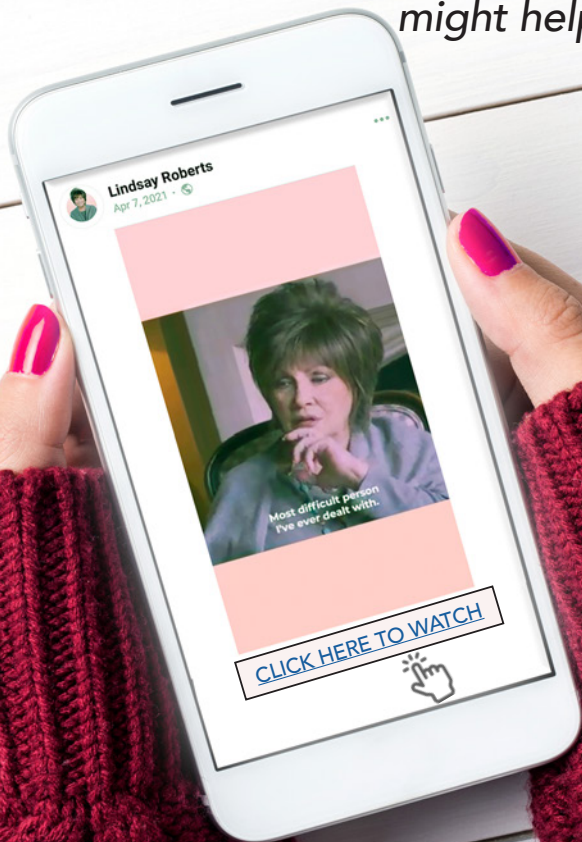 might help
Lindsay Roberts
Apr 7, 2021 ·
Most difficult person
I've ever dealt with.
CLICK HERE TO WATCH